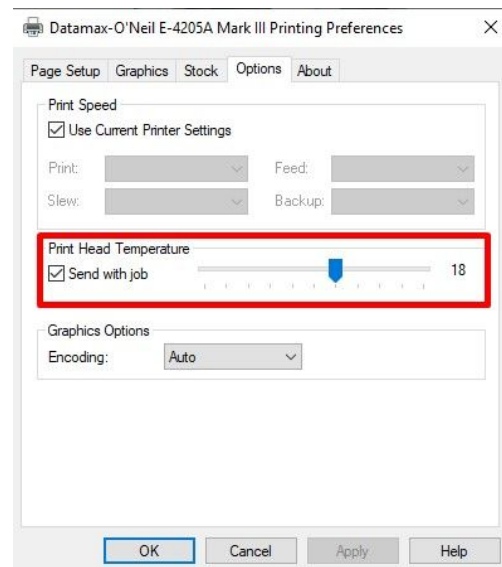 Datamax-O'Neil E-4205A Mark III Printing Preferences
Page Setup Graphics Stock Options About
Print Speed
Use Current Printer Settings
Print: Feed:
Slew: Backup:
Print Head Temperature
Send with job 18
Graphics Options
Encoding: Auto
OK Cancel Apply Help